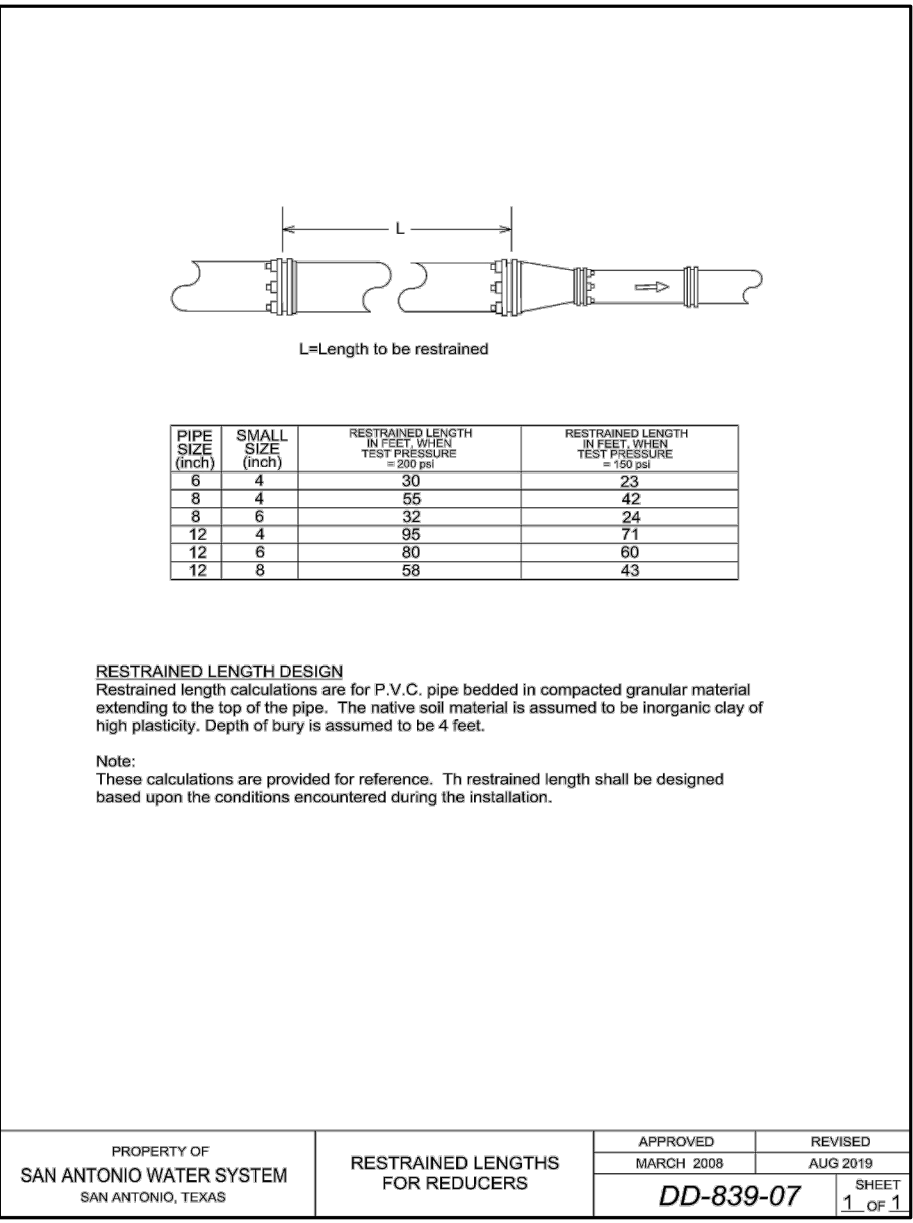 L
L=Length to be restrained
PIPE SIZE (inch) SMALL SIZE (inch) RESTRAINED LENGTH IN FEET, WHEN TEST PRESSURE = 200 psi RESTRAINED LENGTH IN FEET, WHEN TEST PRESSURE = 150 psi
6 4 30 23
8 4 55 42
8 6 32 24
12 4 95 71
12 6 80 60
12 8 58 43
RESTRAINED LENGTH DESIGN
Restrained length calculations are for P.V.C. pipe bedded in compacted granular material
extending to the top of the pipe. The native soil material is assumed to be inorganic clay of
high plasticity. Depth of bury is assumed to be 4 feet.
Note:
These calculations are provided for reference. Th restrained length shall be designed
based upon the conditions encountered during the installation.
PROPERTY OF
SAN ANTONIO WATER SYSTEM
SAN ANTONIO, TEXAS
RESTRAINED LENGTHS
FOR REDUCERS
APPROVED REVISED
MARCH 2008 AUG 2019
DD-839-07
SHEET
1 OF 1